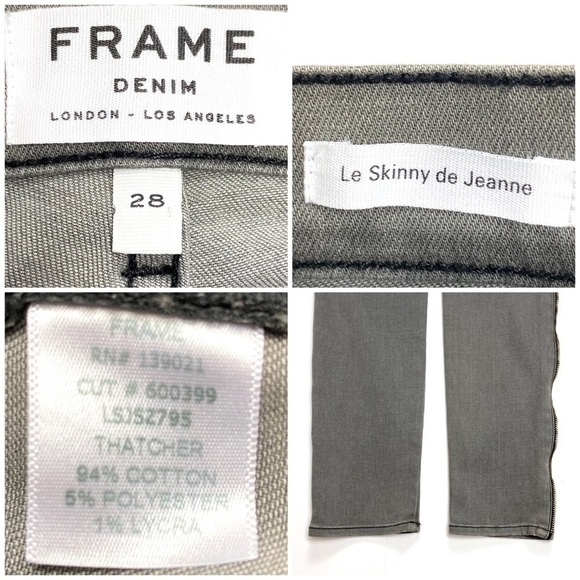 FRAME
DENIM
LONDON - LOS ANGELES
28
Le Skinny de Jeanne
FRAME
RN# 139021
CUT # 600399
LSJSZ795
THATCHER
94% COTTON
5% POLYESTER
1% LYCRA